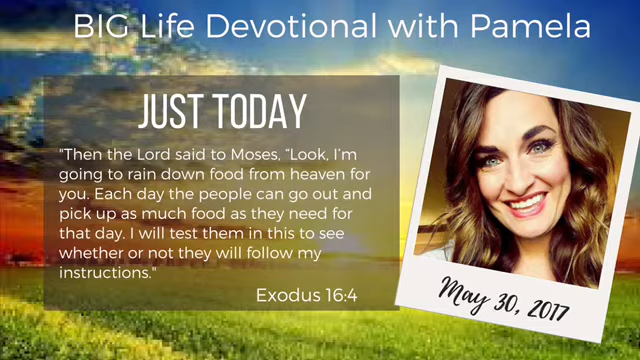 BIG Life Devotional with Pamela
JUST TODAY
"Then the Lord said to Moses, “Look, I’m
going to rain down food from heaven for
you. Each day the people can go out and
pick up as much food as they need for
that day. I will test them in this to see
whether or not they will follow my
instructions."
Exodus 16:4
May 30, 2017